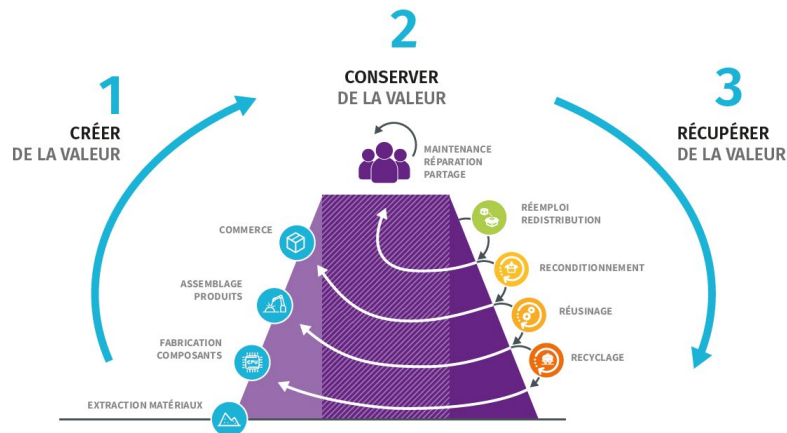 1
CRÉER
DE LA VALEUR
2
CONSERVER
DE LA VALEUR
3
RÉCUPÉRER
DE LA VALEUR
MAINTENANCE
RÉPARATION
PARTAGE
COMMERCE
ASSEMBLAGE
PRODUITS
FABRICATION
COMPOSANTS
EXTRACTION MATÉRIAUX
RÉEMPLOI
REDISTRIBUTION
RECONDITIONNEMENT
RÉUSINAGE
RECYCLAGE